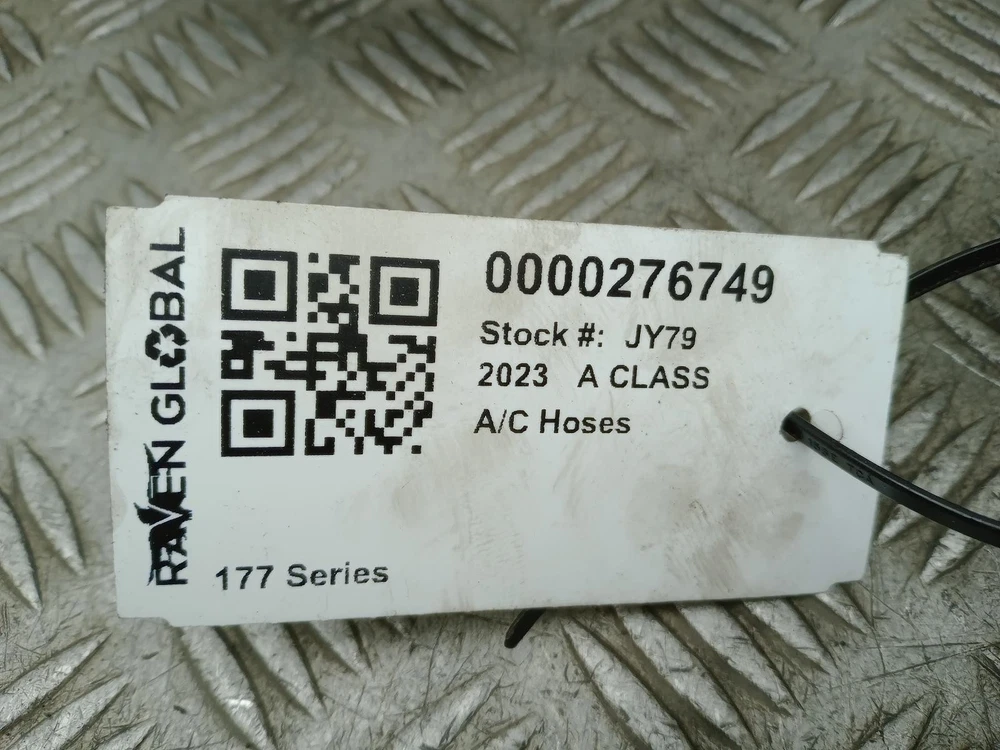 RAVEN GLOBAL
0000276749
Stock #: JY79
2023 A CLASS
A/C Hoses
177 Series